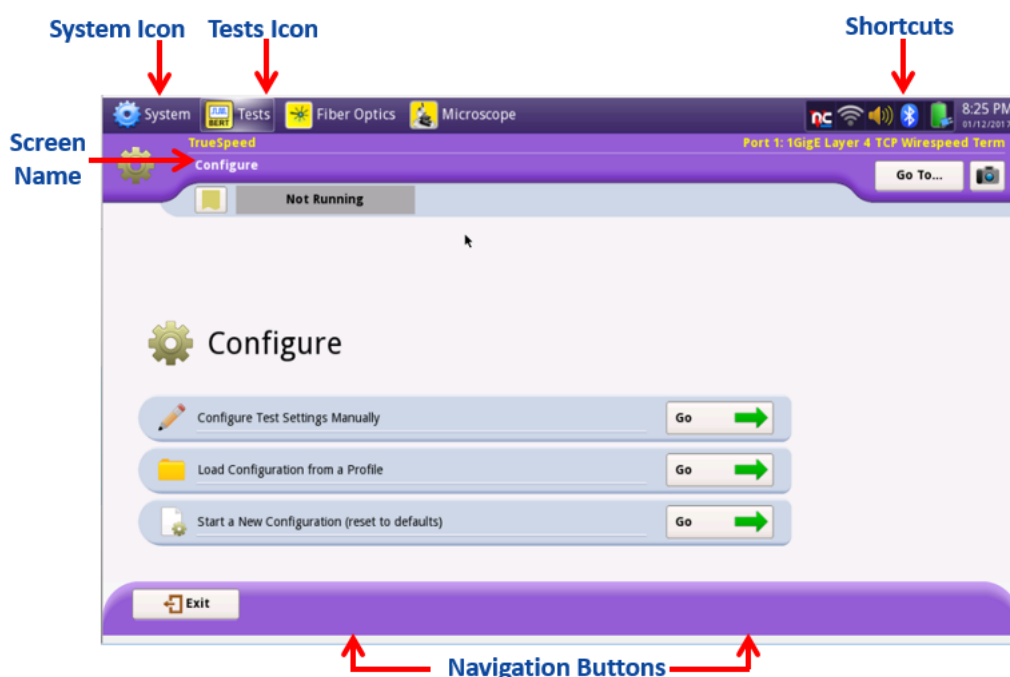 System Icon Tests Icon Shortcuts
System BERT Tests Fiber Optics Microscope 8:25 PM
01/12/2017
Screen
Name
TrueSpeed Port 1: 1GigE Layer 4 TCP Wirespeed Term
Configure
Go To...
Not Running
Configure
Configure Test Settings Manually Go
Load Configuration from a Profile Go
Start a New Configuration (reset to defaults) Go
Exit
Navigation Buttons